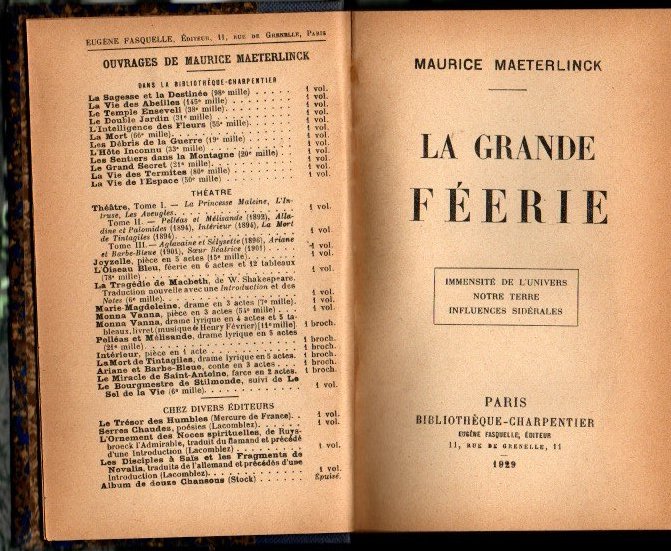 EUGÈNE FASQUELLE, ÉDITEUR, 11, RUE DE GRENELLE, PARIS
OUVRAGES DE MAURICE MAETERLINCK
DANS LA BIBLIOTHÈQUE-CHARPENTIER
La Sagesse et la Destinée (98e mille) . . . . . . . . 1 vol.
La Vie des Abeilles (145e mille) . . . . . . . . 1 vol.
Le Temple Enseveli (38e mille) . . . . . . . . 1 vol.
Le Double Jardin (31e mille) . . . . . . . . 1 vol.
L'Intelligence des Fleurs (55e mille) . . . . . . . . 1 vol.
La Mort (66e mille) . . . . . . . . 1 vol.
Les Débris de la Guerre (19e mille) . . . . . . . . 1 vol.
L'Hôte Inconnu (33e mille) . . . . . . . . 1 vol.
Les Sentiers dans la Montagne (20e mille) . . . . 1 vol.
Le Grand Secret (31e mille) . . . . . . . . 1 vol.
La Vie des Termites (80e mille) . . . . . . . . 1 vol.
La Vie de l'Espace (50e mille) . . . . . . . . 1 vol.
THÉATRE
Théâtre, Tome I. — La Princesse Maleine, L'In-
truse, Les Aveugles. . . . . . . . 1 vol.
Tome II. — Pelléas et Mélisande (1892), Alla-
dine et Palomides (1894), Intérieur (1894), La Mort
de Tintagiles (1894) . . . . . . . . 1 vol.
Tome III. — Aglavaine et Sélysette (1896), Ariane
et Barbe-Bleue (1901), Sœur Béatrice (1901) . . . . 1 vol.
Joyzelle, pièce en 5 actes (15e mille) . . . . . . . . 1 vol.
L'Oiseau Bleu, féerie en 6 actes et 12 tableaux
(78e mille) . . . . . . . . 1 vol.
La Tragédie de Macbeth, de W. Shakespeare.
Traduction nouvelle avec une Introduction et des
Notes (6e mille) . . . . . . . . 1 vol.
Marie-Magdeleine, drame en 3 actes (7e mille). 1 vol.
Monna Vanna, pièce en 3 actes (54e mille) . . . . 1 vol.
Monna Vanna, drame lyrique en 4 actes et 5 ta-
bleaux, livret (musique de Henry Février) (11e mille). 1 broch.
Pelléas et Mélisande, drame lyrique en 5 actes
(21e mille) . . . . . . . . 1 broch.
Intérieur, pièce en 1 acte . . . . . . . . 1 broch.
La Mort de Tintagiles, drame lyrique en 5 actes. 1 broch.
Ariane et Barbe-Bleue, conte en 3 actes . . . . 1 broch.
Le Miracle de Saint-Antoine, farce en 2 actes. 1 broch.
Le Bourgmestre de Stilmonde, suivi de Le
Sel de la Vie (6e mille) . . . . . . . . 1 vol.
CHEZ DIVERS ÉDITEURS
Le Trésor des Humbles (Mercure de France) . . 1 vol.
Serres Chaudes, poésies (Lacomblez) . . . . . . . . 1 vol.
L'Ornement des Noces spirituelles, de Ruys-
broeck l'Admirable, traduit du flamand et précédé
d'une Introduction (Lacomblez) . . . . . . . . 1 vol.
Les Disciples à Saïs et les Fragments de
Novalis, traduits de l'allemand et précédés d'une
Introduction (Lacomblez) . . . . . . . . 1 vol.
Album de douze Chansons (Stock) . . . . . . . . Épuisé.
MAURICE MAETERLINCK
LA GRANDE
FÉERIE
IMMENSITÉ DE L'UNIVERS
NOTRE TERRE
INFLUENCES SIDÉRALES
PARIS
BIBLIOTHÈQUE-CHARPENTIER
EUGÈNE FASQUELLE, ÉDITEUR
11, RUE DE GRENELLE, 11
1929